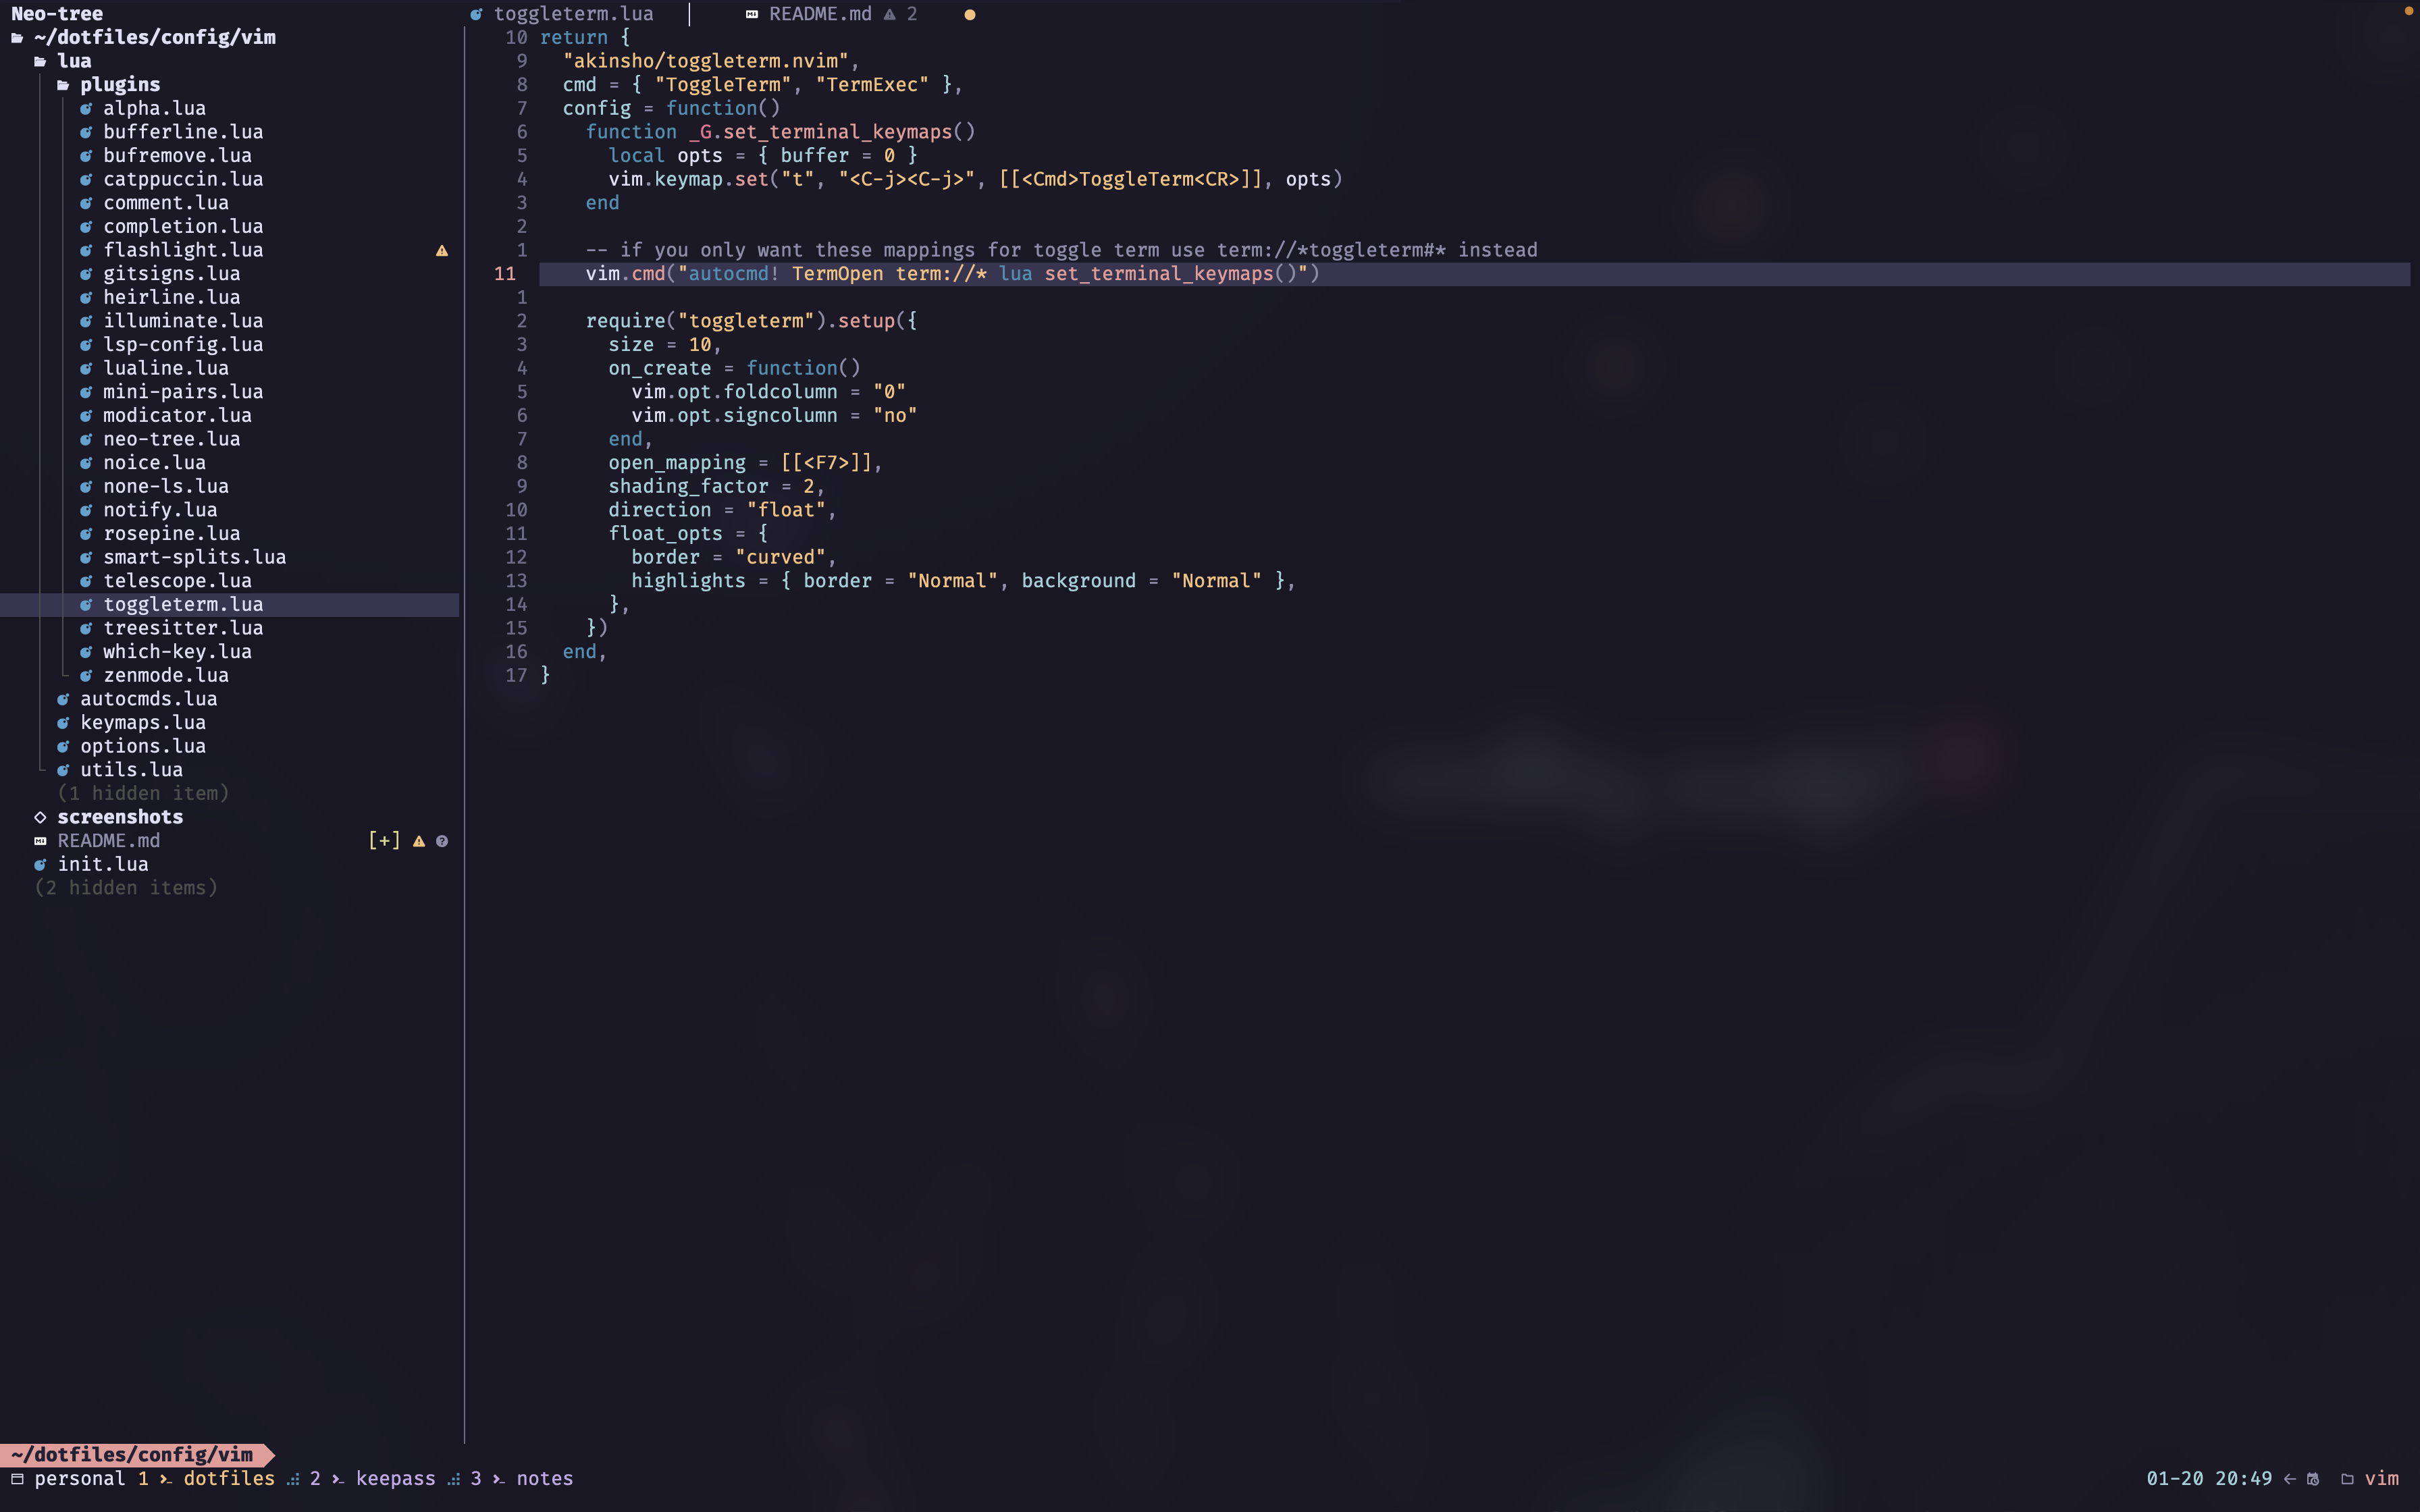 Neo-tree
~/dotfiles/config/vim
lua
plugins
alpha.lua
bufferline.lua
bufremove.lua
catppuccin.lua
comment.lua
completion.lua
flashlight.lua
gitsigns.lua
heirline.lua
illuminate.lua
lsp-config.lua
lualine.lua
mini-pairs.lua
modicator.lua
neo-tree.lua
noice.lua
none-ls.lua
notify.lua
rosepine.lua
smart-splits.lua
telescope.lua
toggleterm.lua
treesitter.lua
which-key.lua
zenmode.lua
autocmds.lua
keymaps.lua
options.lua
utils.lua
(1 hidden item)
screenshots
README.md [+]
init.lua
(2 hidden items)
toggleterm.lua README.md 2
10 return {
9   "akinsho/toggleterm.nvim",
8   cmd = { "ToggleTerm", "TermExec" },
7   config = function()
6     function _G.set_terminal_keymaps()
5       local opts = { buffer = 0 }
4       vim.keymap.set("t", "<C-j><C-j>", [[<Cmd>ToggleTerm<CR>]], opts)
3     end
2
1     -- if you only want these mappings for toggle term use term://*toggleterm#* instead
11     vim.cmd("autocmd! TermOpen term://* lua set_terminal_keymaps()")
1
2     require("toggleterm").setup({
3       size = 10,
4       on_create = function()
5         vim.opt.foldcolumn = "0"
6         vim.opt.signcolumn = "no"
7       end,
8       open_mapping = [[<F7>]],
9       shading_factor = 2,
10       direction = "float",
11       float_opts = {
12         border = "curved",
13         highlights = { border = "Normal", background = "Normal" },
14       },
15     })
16   end,
17 }
~/dotfiles/config/vim
personal 1 dotfiles 2 keepass 3 notes 01-20 20:49 vim